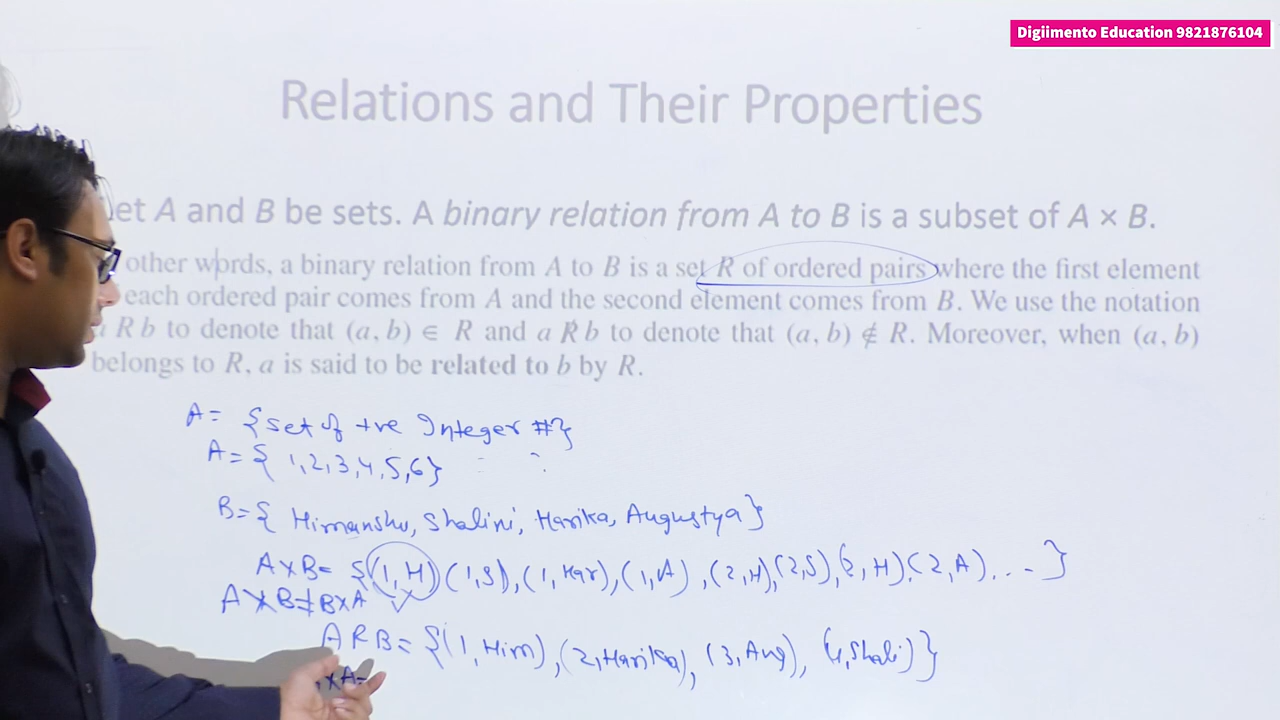 Digiimento Education 9821876104
Relations and Their Properties
et A and B be sets. A binary relation from A to B is a subset of A × B.
other words, a binary relation from A to B is a set R of ordered pairs where the first element
each ordered pair comes from A and the second element comes from B. We use the notation
R b to denote that (a, b) ∈ R and a R̸ b to denote that (a, b) ∉ R. Moreover, when (a, b)
belongs to R, a is said to be related to b by R.
A= {set of +ve Integer #}
A={ 1,2,3,4,5,6}
B={ Himanshu, Shalini, Harika, Augustya}
A×B= {(1, H) (1,S), (1, Har), (1, A) , (2, H), (2,S), (2, H), (2, A) , ... }
A×B≠B×A ✓
A R B= {(1, Him), (2, Harika), (3, Aug), (4, Shali)}
×A=